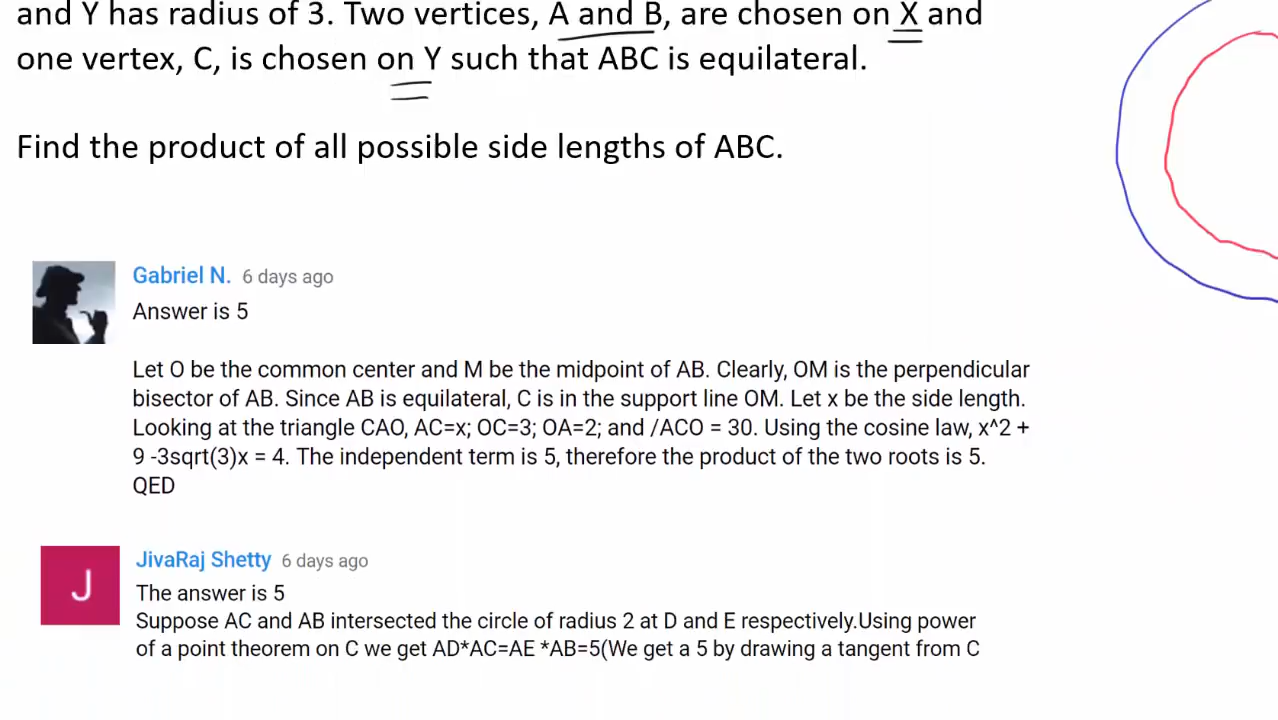 and Y has radius of 3. Two vertices, A and B, are chosen on X and
one vertex, C, is chosen on Y such that ABC is equilateral.
Find the product of all possible side lengths of ABC.
Gabriel N. 6 days ago
Answer is 5
Let O be the common center and M be the midpoint of AB. Clearly, OM is the perpendicular
bisector of AB. Since AB is equilateral, C is in the support line OM. Let x be the side length.
Looking at the triangle CAO, AC=x; OC=3; OA=2; and /ACO = 30. Using the cosine law, x^2 +
9 -3sqrt(3)x = 4. The independent term is 5, therefore the product of the two roots is 5.
QED
J
JivaRaj Shetty 6 days ago
The answer is 5
Suppose AC and AB intersected the circle of radius 2 at D and E respectively.Using power
of a point theorem on C we get AD*AC=AE *AB=5(We get a 5 by drawing a tangent from C